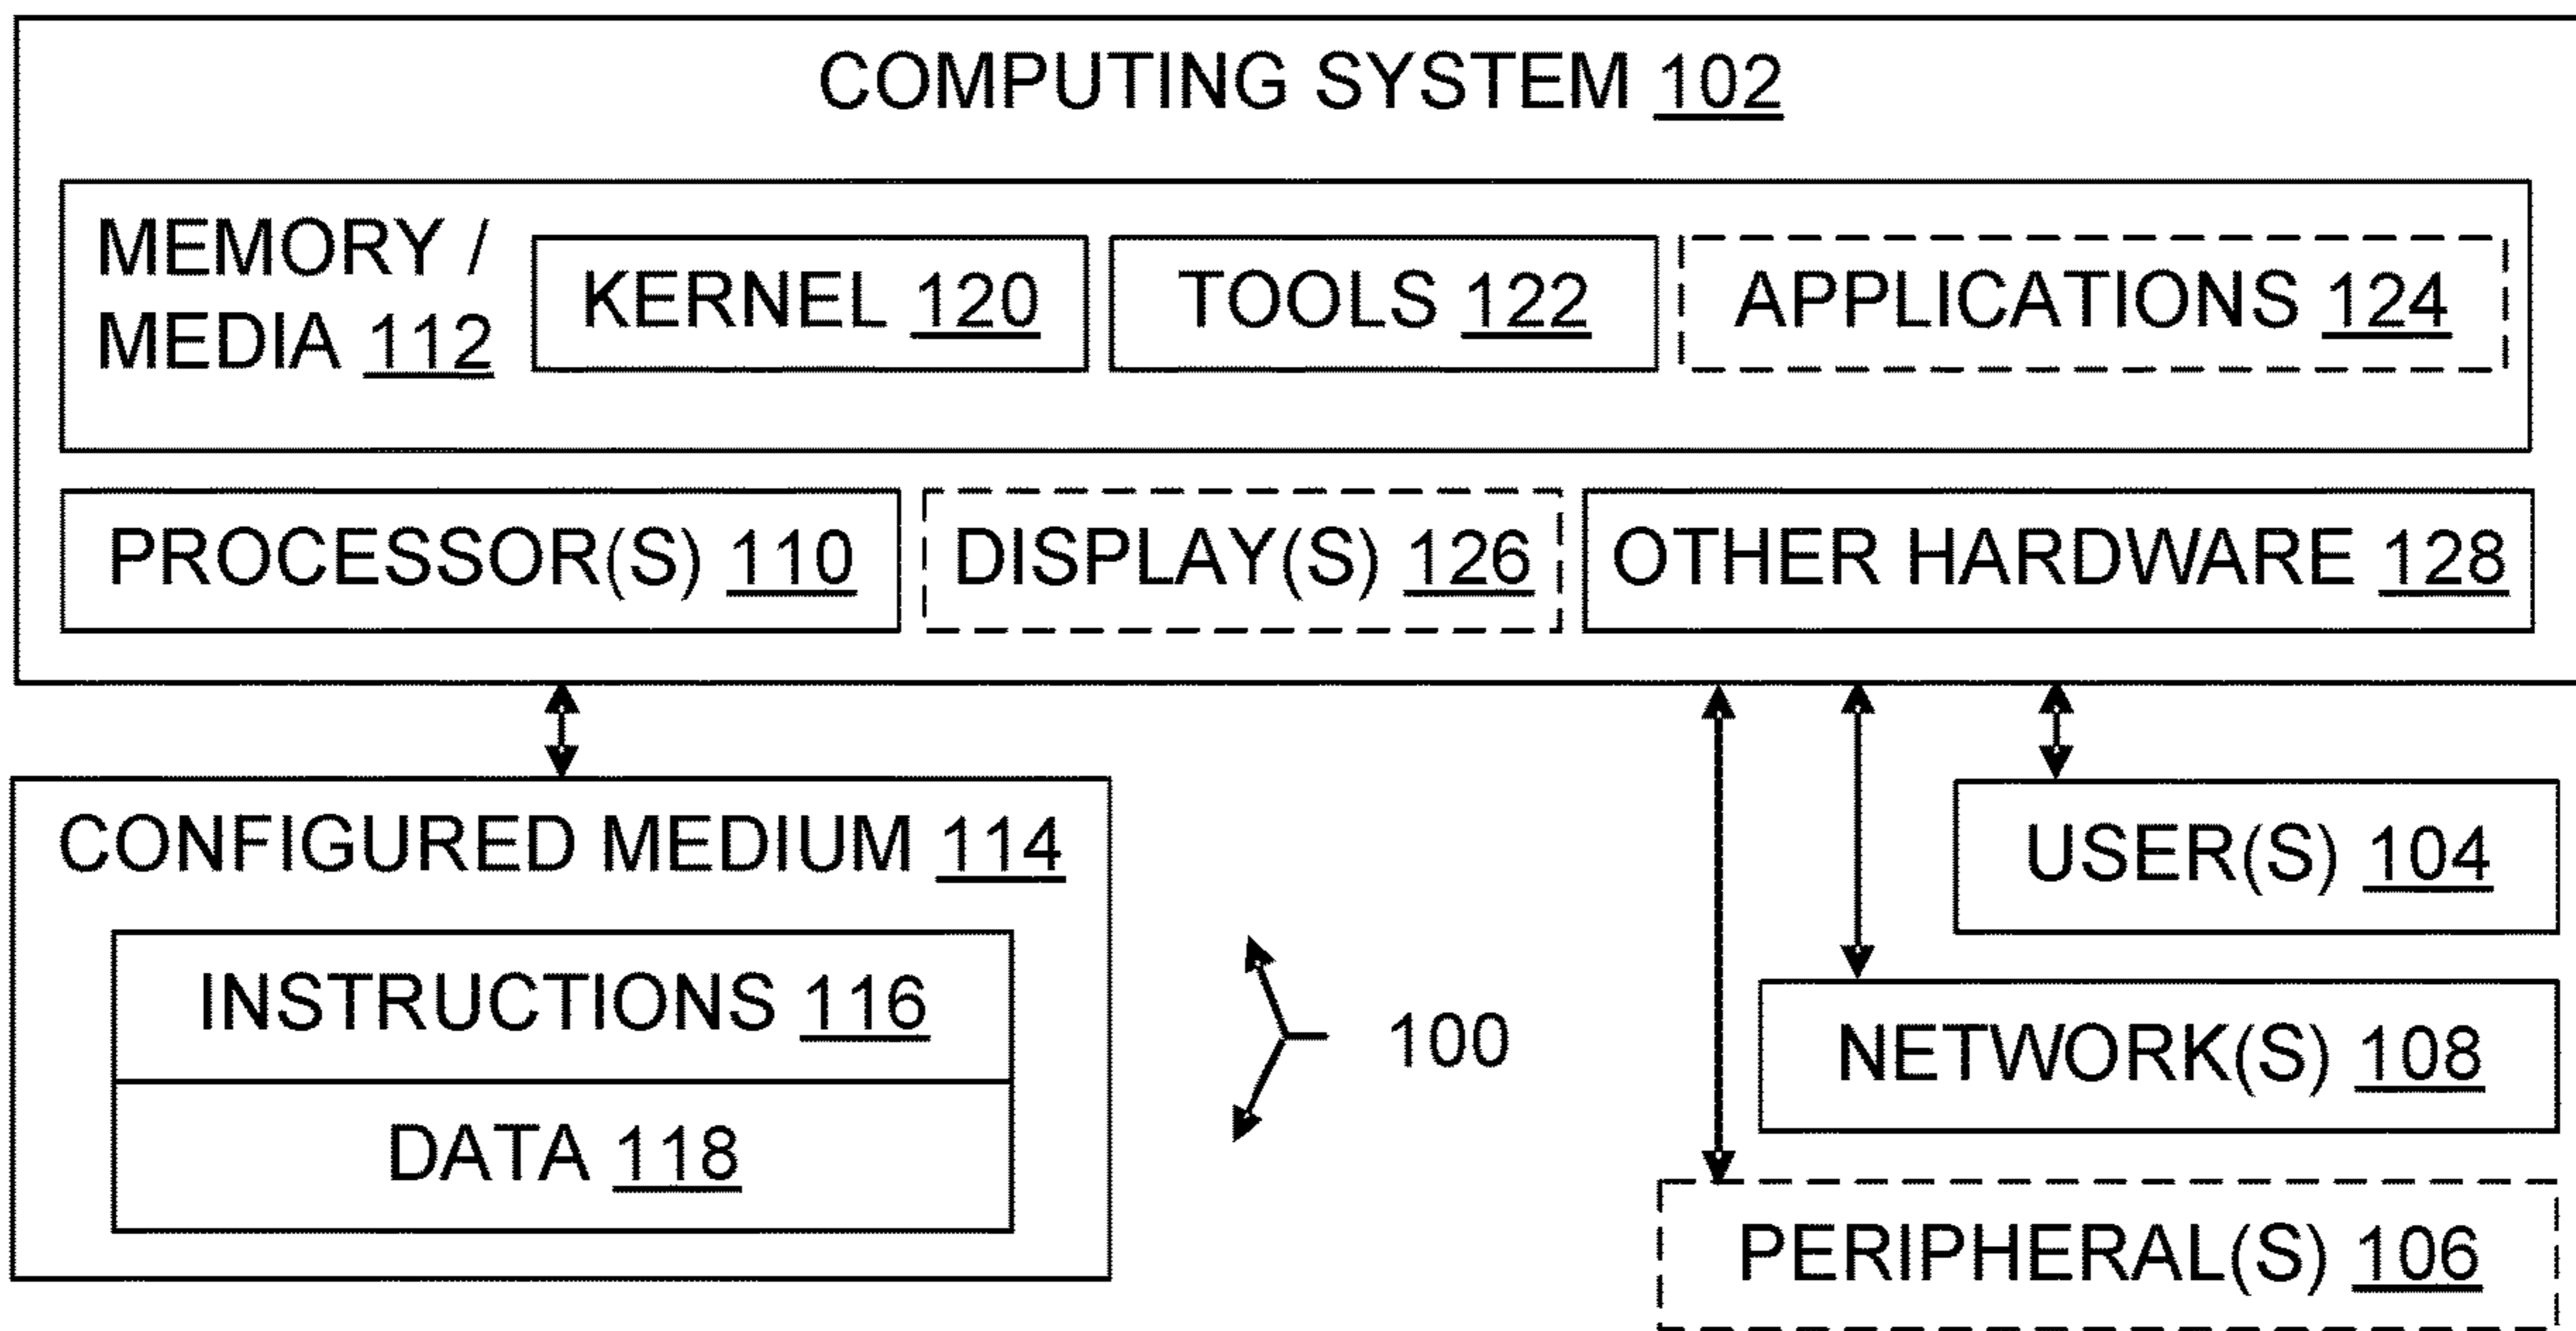 COMPUTING SYSTEM 102
MEMORY /
MEDIA 112
KERNEL 120
TOOLS 122
APPLICATIONS 124
PROCESSOR(S) 110
DISPLAY(S) 126
OTHER HARDWARE 128
CONFIGURED MEDIUM 114
INSTRUCTIONS 116
DATA 118
100
USER(S) 104
NETWORK(S) 108
PERIPHERAL(S) 106